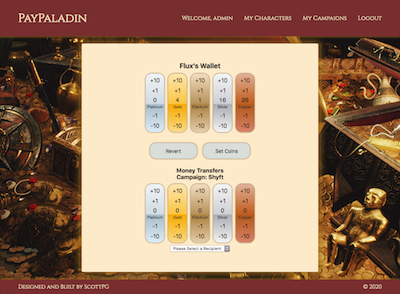 PayPaladin
Welcome, admin My Characters My Campaigns Logout
Flux's Wallet
+10 +10 +10 +10 +10
+1 +1 +1 +1 +1
0 4 1 16 26
Platinum Gold Electrum Silver Copper
-1 -1 -1 -1 -1
-10 -10 -10 -10 -10
Revert Set Coins
Money Transfers
Campaign: Shyft
+10 +10 +10 +10 +10
+1 +1 +1 +1 +1
0 0 0 0 0
Platinum Gold Electrum Silver Copper
-1 -1 -1 -1 -1
-10 -10 -10 -10 -10
Please Select a Recipient
Designed and Built by ScottPG © 2020